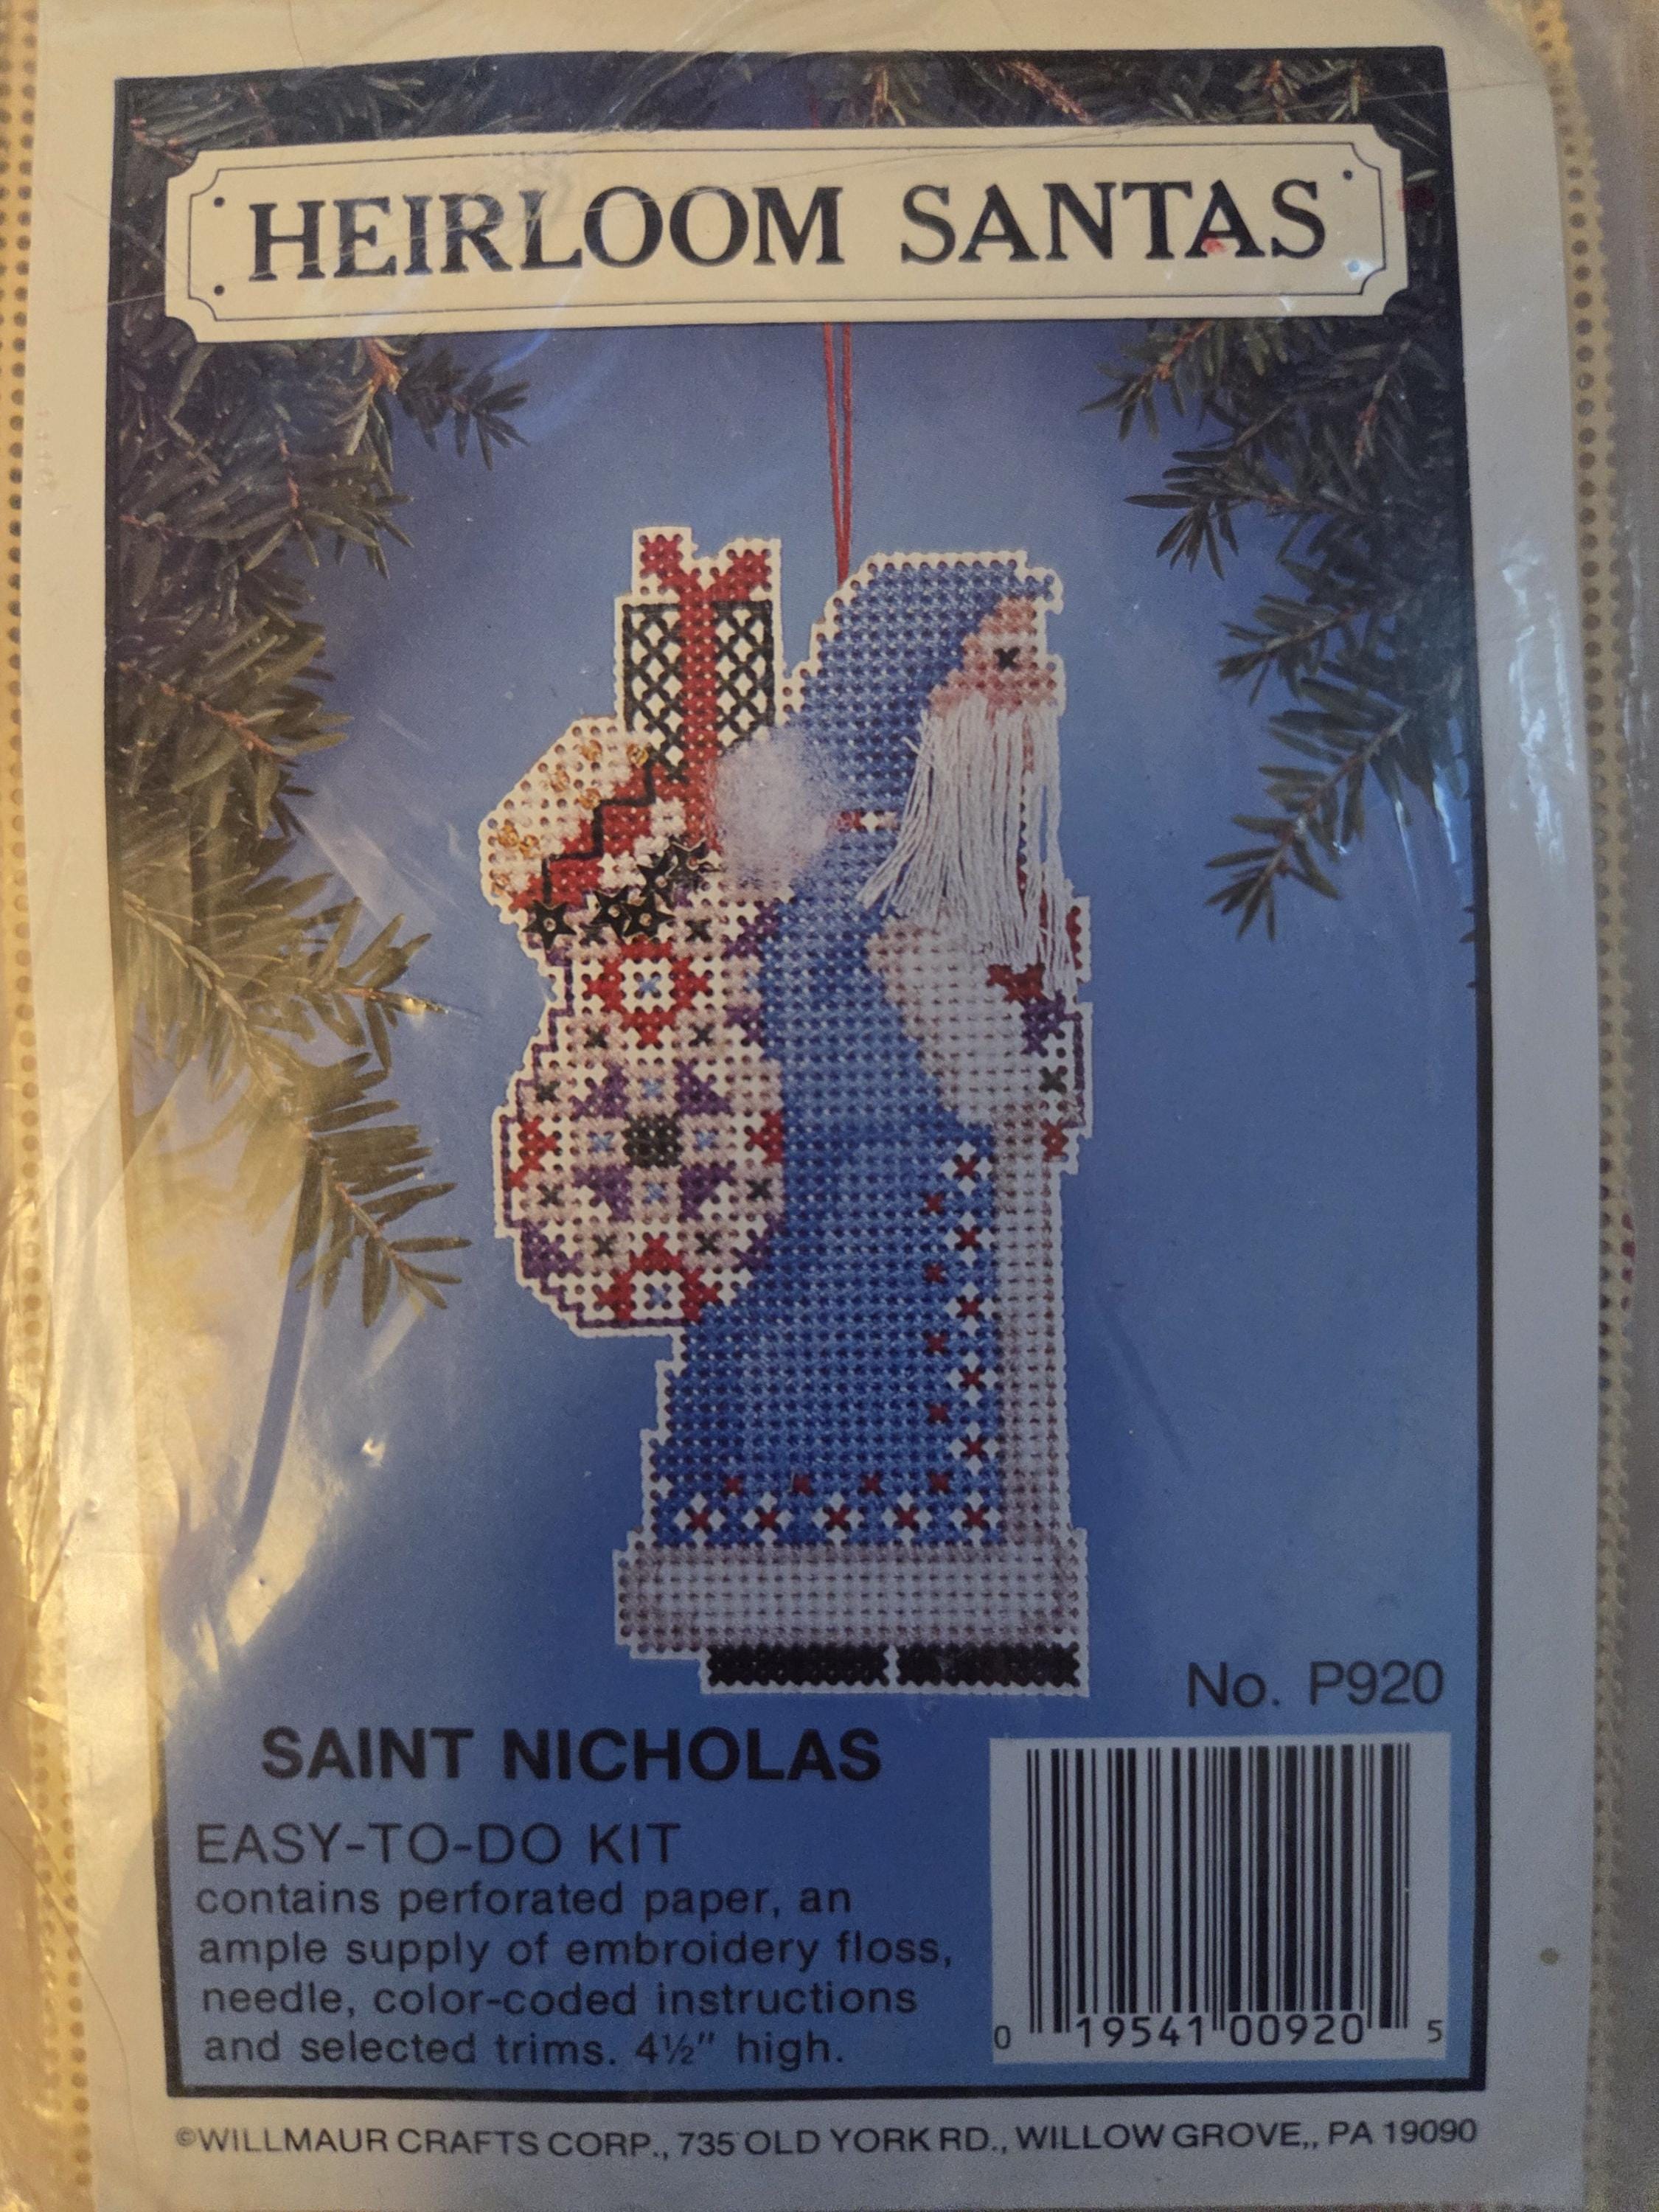 HEIRLOOM SANTAS
No. P920
SAINT NICHOLAS
EASY-TO-DO KIT
contains perforated paper, an
ample supply of embroidery floss,
needle, color-coded instructions
and selected trims. 4½" high.
0 19541 00920 5
©WILLMAUR CRAFTS CORP., 735 OLD YORK RD., WILLOW GROVE,, PA 19090